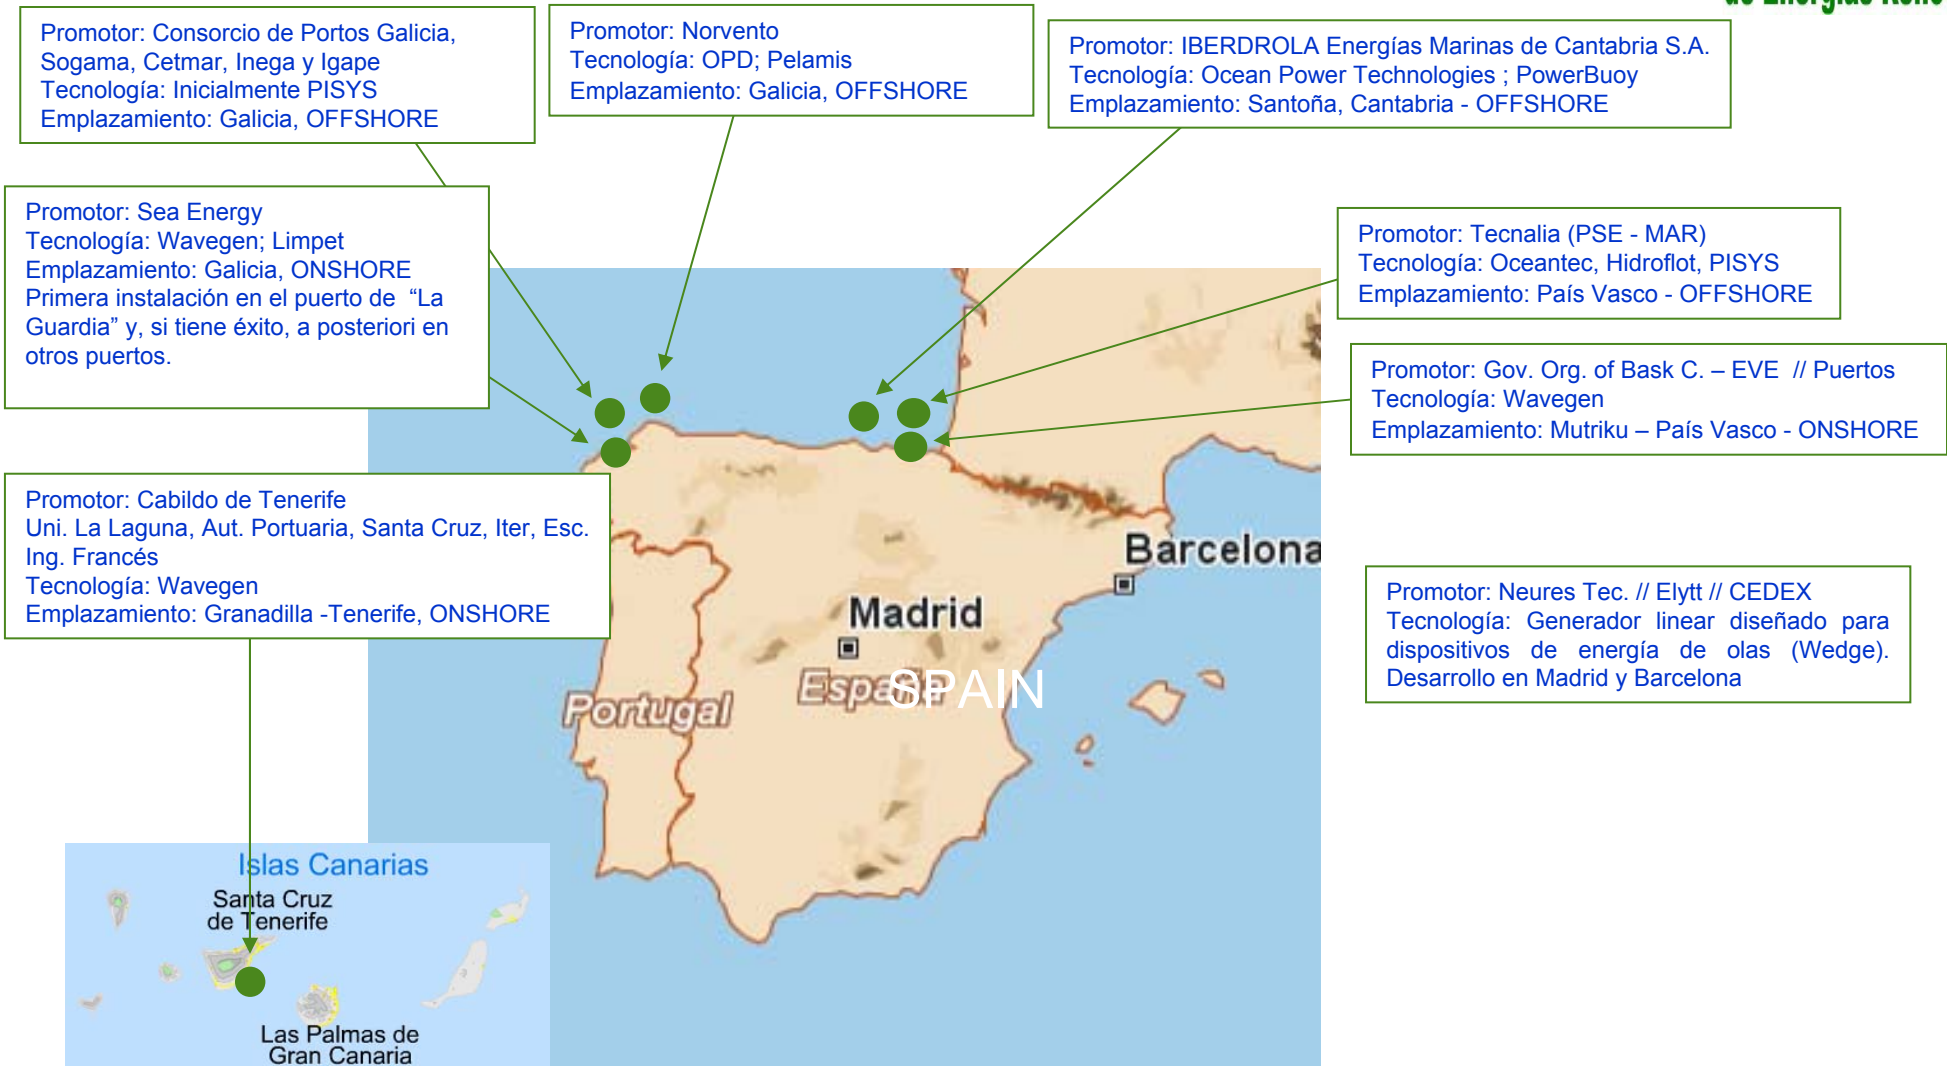 de Energías
Promotor: Consorcio de Portos Galicia,
Sogama, Cetmar, Inega y Igape
Tecnología: Inicialmente PISYS
Emplazamiento: Galicia, OFFSHORE
Promotor: Norvento
Tecnología: OPD; Pelamis
Emplazamiento: Galicia, OFFSHORE
Promotor: IBERDROLA Energías Marinas de Cantabria S.A.
Tecnología: Ocean Power Technologies ; PowerBuoy
Emplazamiento: Santoña, Cantabria - OFFSHORE
Promotor: Sea Energy
Tecnología: Wavegen; Limpet
Emplazamiento: Galicia, ONSHORE
Primera instalación en el puerto de “La
Guardia” y, si tiene éxito, a posteriori en
otros puertos.
Promotor: Tecnalia (PSE - MAR)
Tecnología: Oceantec, Hidroflot, PISYS
Emplazamiento: País Vasco - OFFSHORE
Promotor: Gov. Org. of Bask C. – EVE // Puertos
Tecnología: Wavegen
Emplazamiento: Mutriku – País Vasco - ONSHORE
Promotor: Cabildo de Tenerife
Uni. La Laguna, Aut. Portuaria, Santa Cruz, Iter, Esc.
Ing. Francés
Tecnología: Wavegen
Emplazamiento: Granadilla -Tenerife, ONSHORE
Barcelona
Madrid
Promotor: Neures Tec. // Elytt // CEDEX
Tecnología: Generador linear diseñado para
dispositivos de energía de olas (Wedge).
Desarrollo en Madrid y Barcelona
España
SPAIN
Portugal
Islas Canarias
Santa Cruz
de Tenerife
Las Palmas de
Gran Canaria